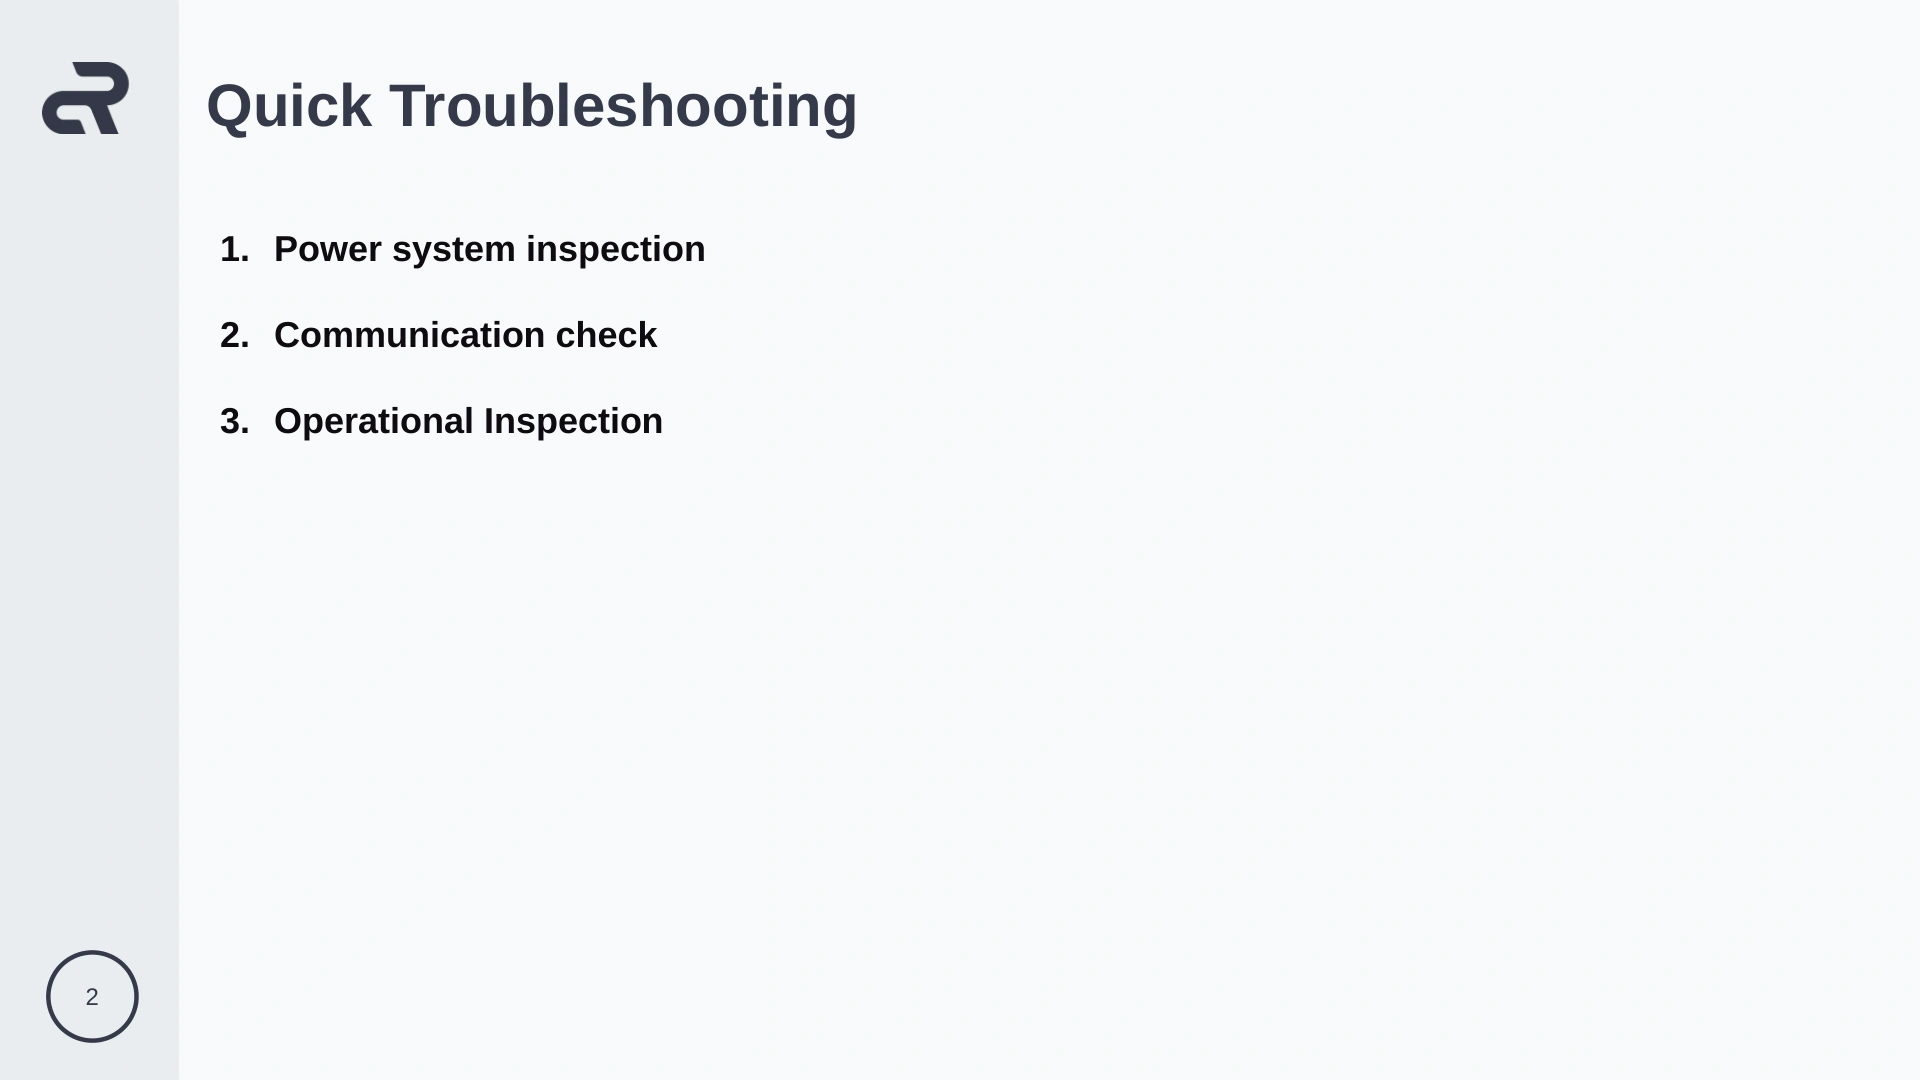 Quick Troubleshooting
1. Power system inspection
2. Communication check
3. Operational Inspection
2